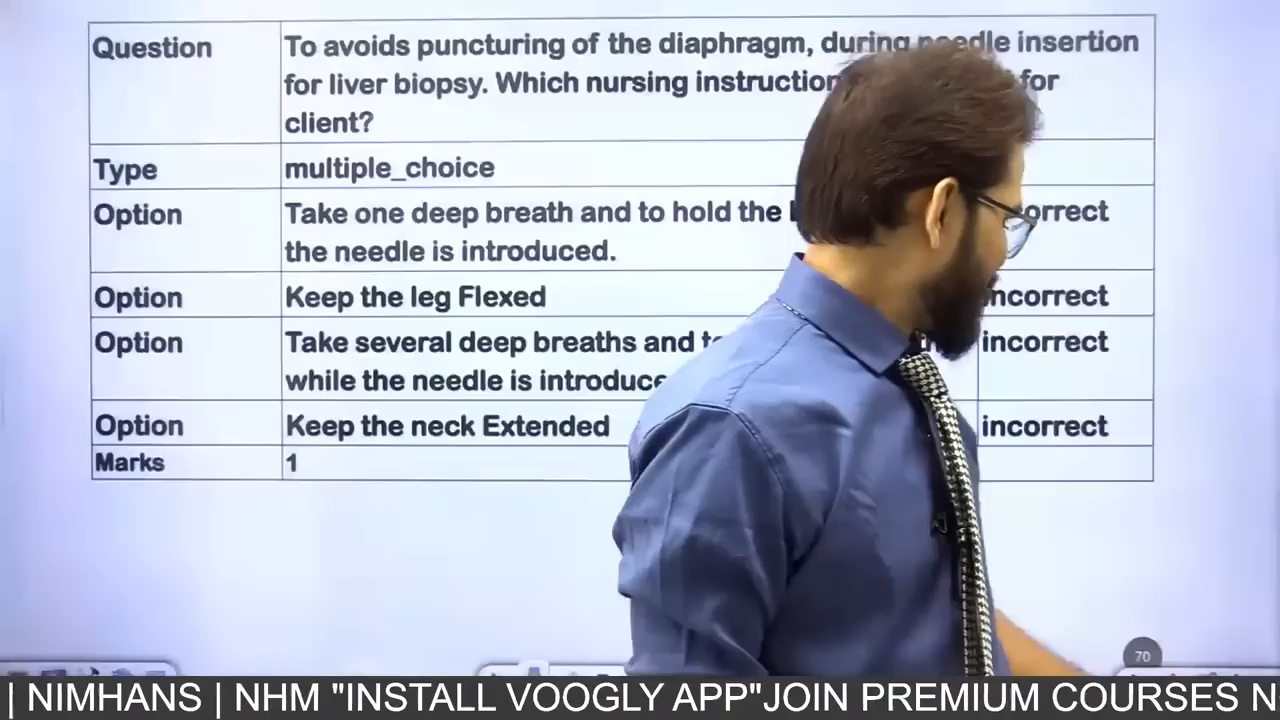 Question To avoids puncturing of the diaphragm, during needle insertion
for liver biopsy. Which nursing instruction for
client?
Type multiple_choice
Option Take one deep breath and to hold the
the needle is introduced.
Option Keep the leg Flexed incorrect
Option Take several deep breaths and incorrect
while the needle is introduce
Option Keep the neck Extended incorrect
Marks 1
70
| NIMHANS | NHM "INSTALL VOOGLY APP"JOIN PREMIUM COURSES N